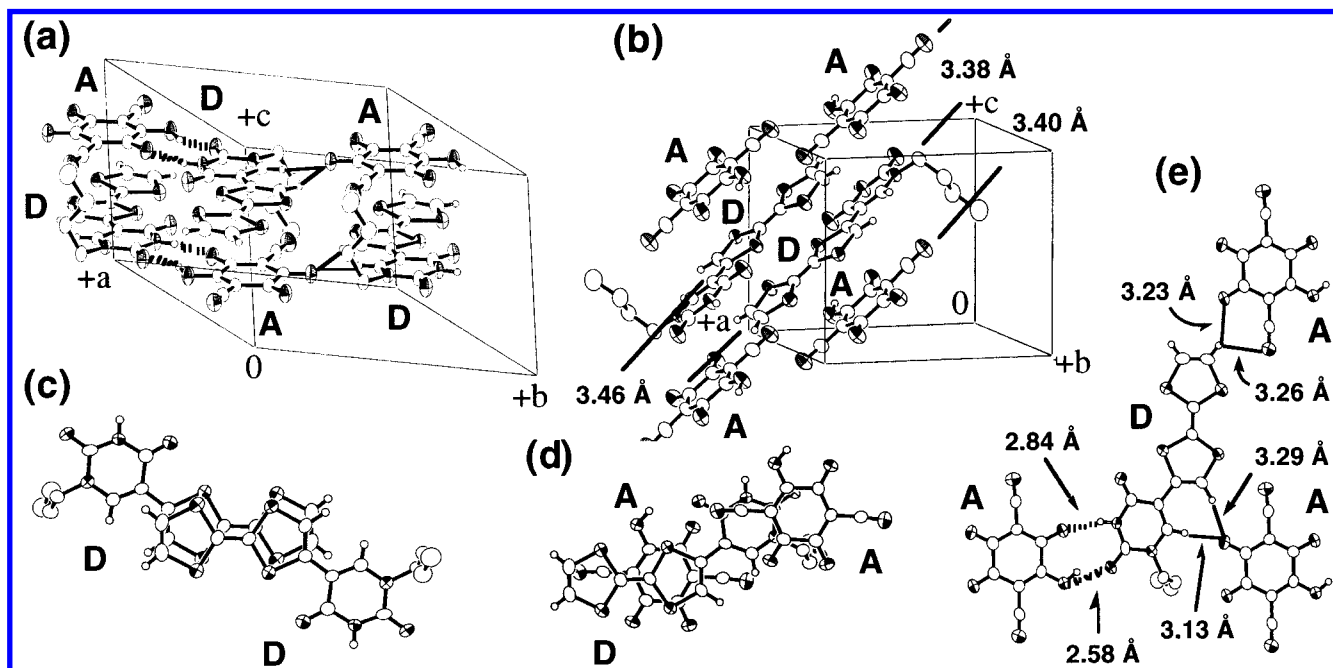 (a)
A
D
+c
A
D
+a
A
D
0
+b
(b)
A
3.38 Å
+c
3.40 Å
A
D
D
A
+a
0
+b
3.46 Å
A
(c)
D
D
(d)
A
A
D
(e)
3.23 Å
A
3.26 Å
D
2.84 Å
3.29 Å
A
A
3.13 Å
2.58 Å